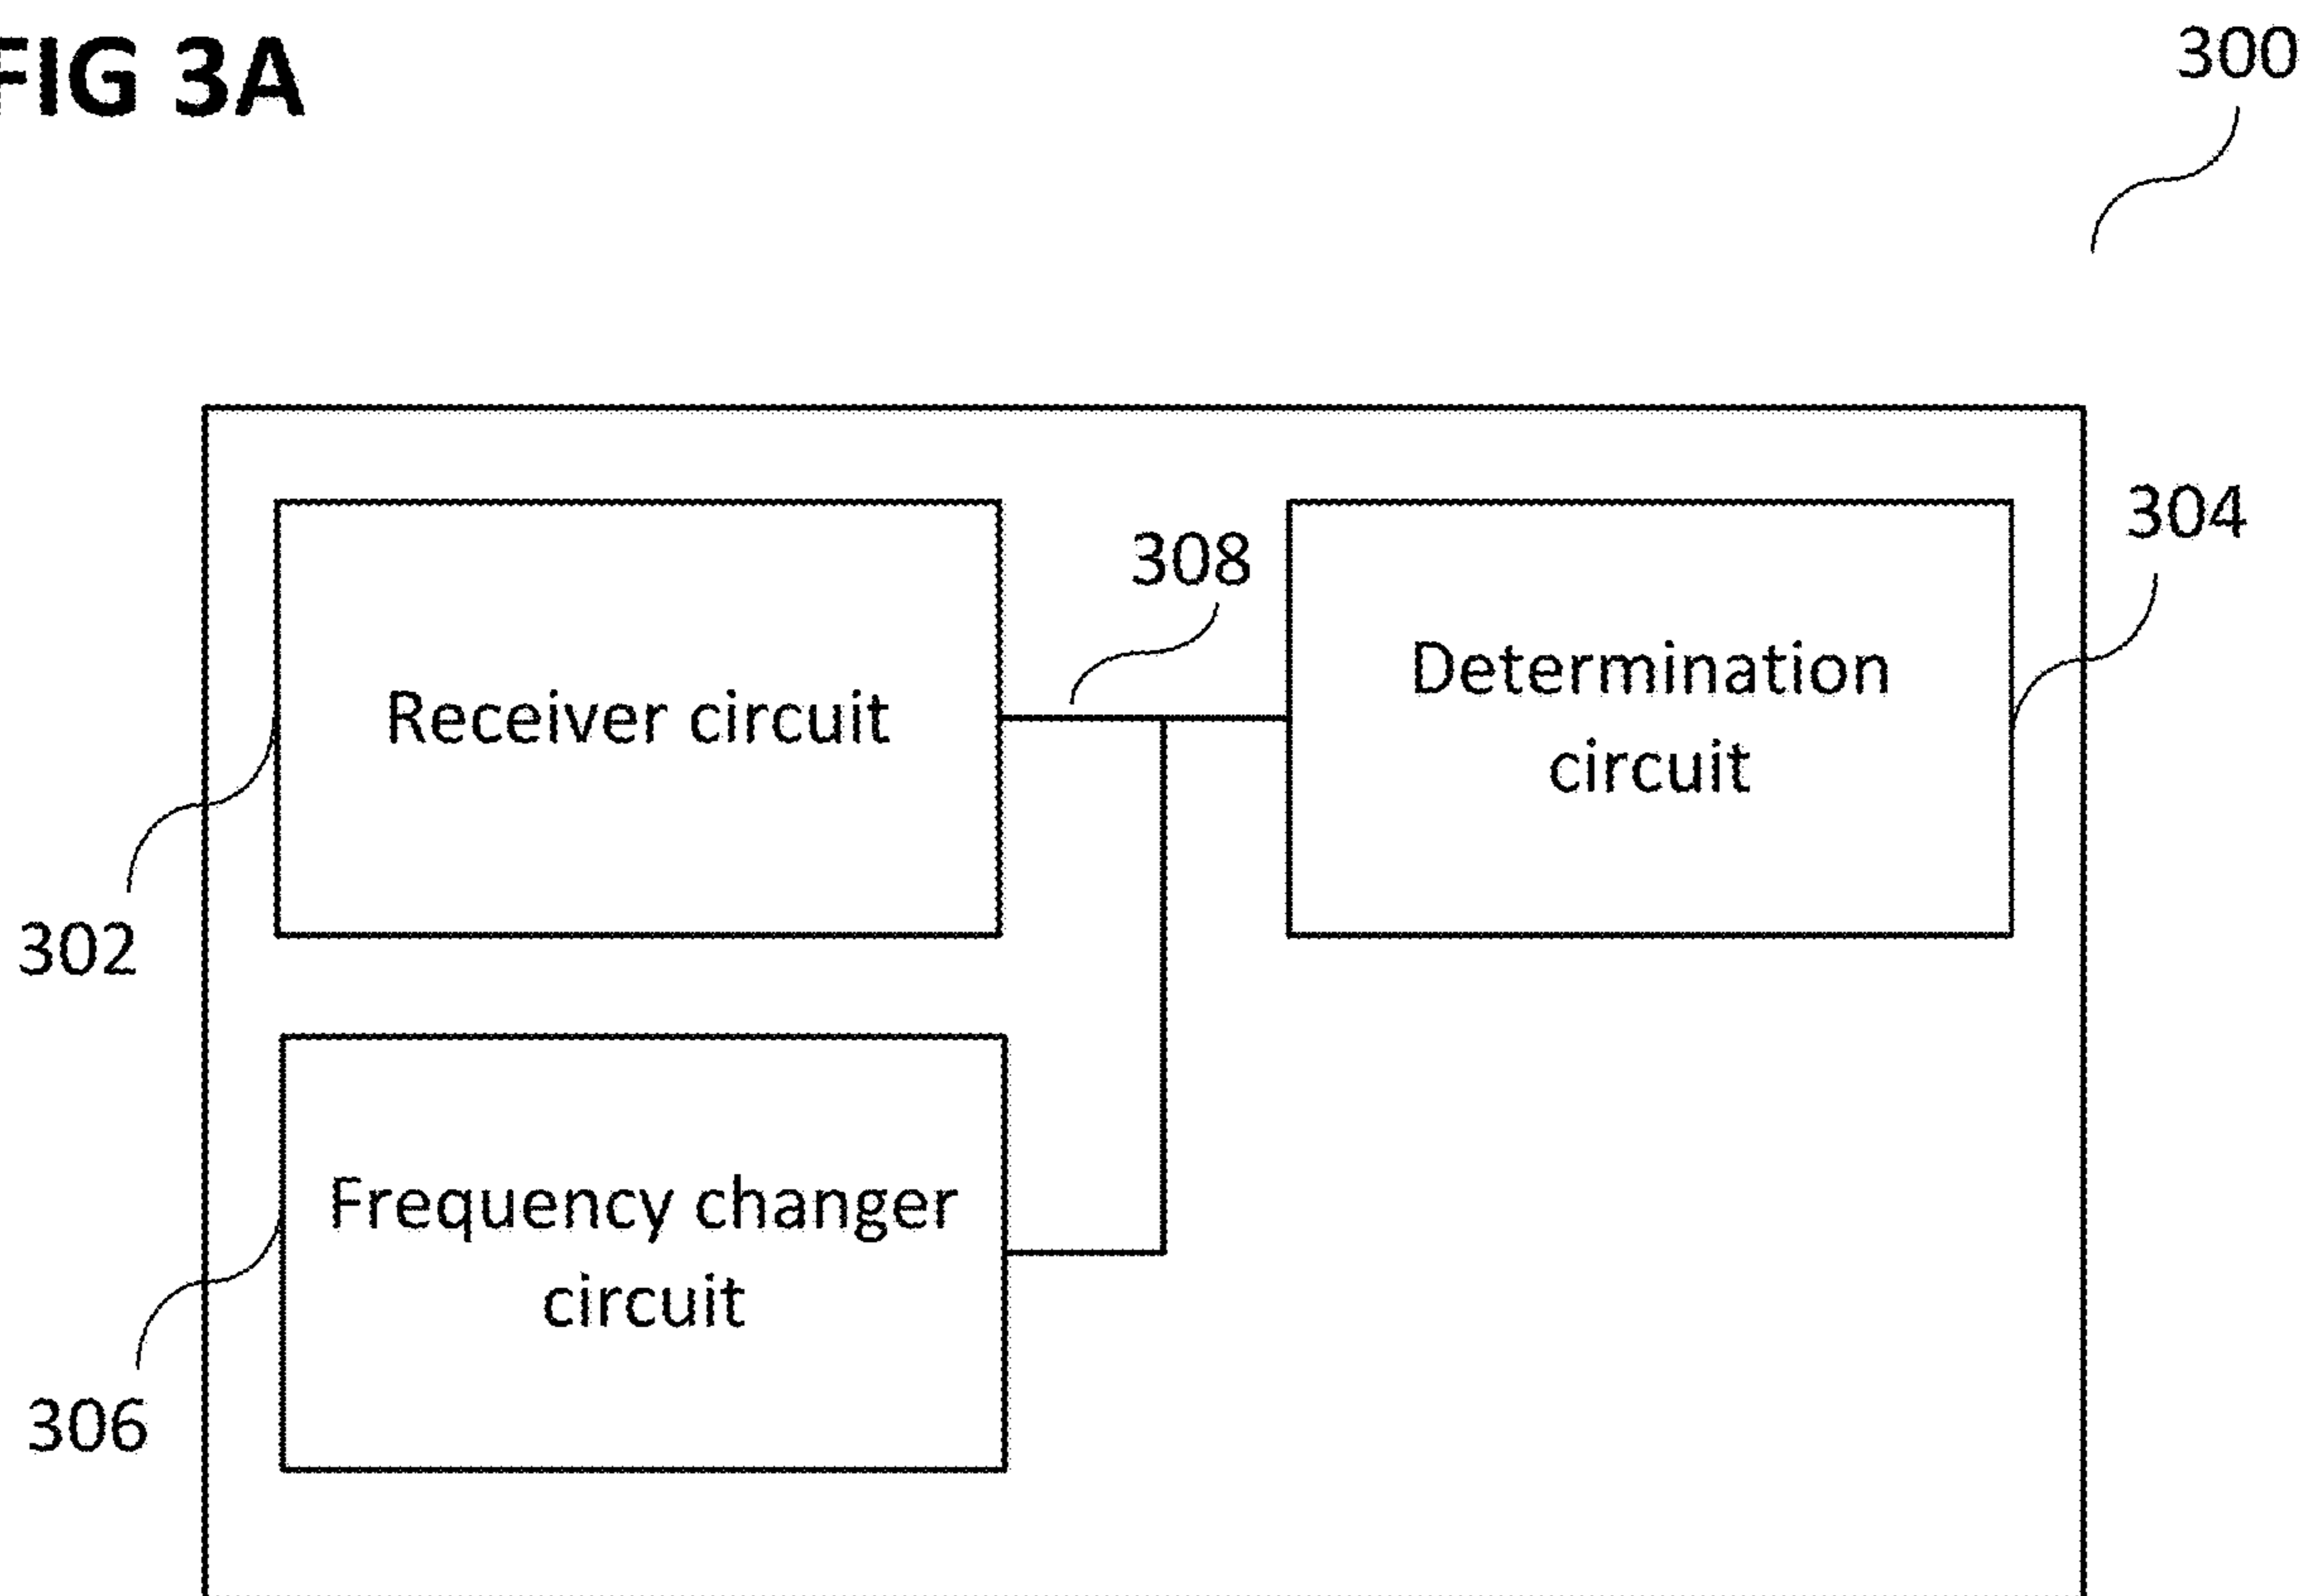 FIG 3A
300
304
308
Receiver circuit
Determination
circuit
302
Frequency changer
circuit
306